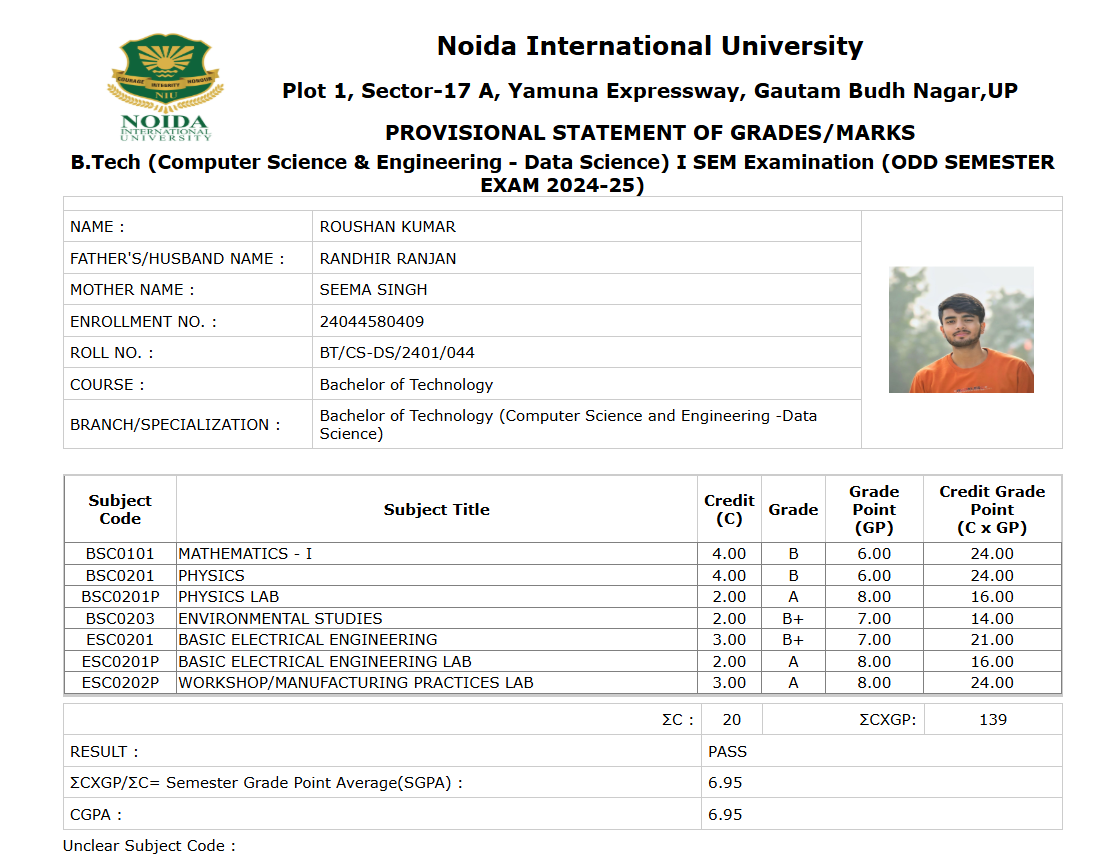 Noida International University
Plot 1, Sector-17 A, Yamuna Expressway, Gautam Budh Nagar,UP
COURAGE INTEGRITY HONOUR
NIU
NOIDA
INTERNATIONAL
UNIVERSITY
PROVISIONAL STATEMENT OF GRADES/MARKS
B.Tech (Computer Science & Engineering - Data Science) I SEM Examination (ODD SEMESTER
EXAM 2024-25)
NAME : ROUSHAN KUMAR
FATHER'S/HUSBAND NAME : RANDHIR RANJAN
MOTHER NAME : SEEMA SINGH
ENROLLMENT NO. : 24044580409
ROLL NO. : BT/CS-DS/2401/044
COURSE : Bachelor of Technology
BRANCH/SPECIALIZATION : Bachelor of Technology (Computer Science and Engineering -Data
Science)
Subject Code Subject Title Credit (C) Grade Grade Point (GP) Credit Grade Point (C x GP)
BSC0101 MATHEMATICS - I 4.00 B 6.00 24.00
BSC0201 PHYSICS 4.00 B 6.00 24.00
BSC0201P PHYSICS LAB 2.00 A 8.00 16.00
BSC0203 ENVIRONMENTAL STUDIES 2.00 B+ 7.00 14.00
ESC0201 BASIC ELECTRICAL ENGINEERING 3.00 B+ 7.00 21.00
ESC0201P BASIC ELECTRICAL ENGINEERING LAB 2.00 A 8.00 16.00
ESC0202P WORKSHOP/MANUFACTURING PRACTICES LAB 3.00 A 8.00 24.00
ΣC : 20 ΣCXGP: 139
RESULT : PASS
ΣCXGP/ΣC= Semester Grade Point Average(SGPA) : 6.95
CGPA : 6.95
Unclear Subject Code :